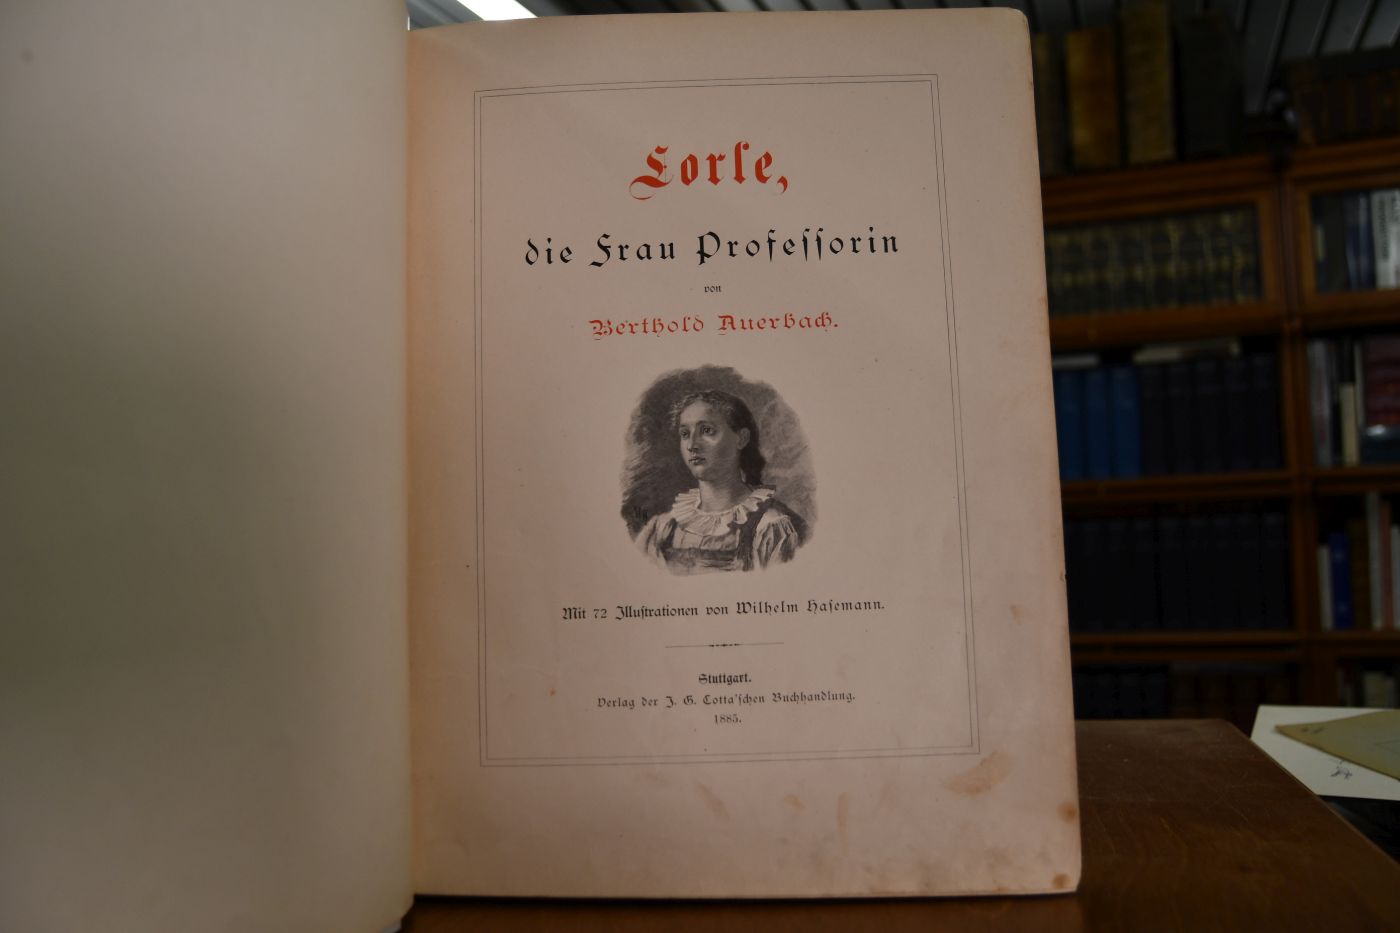 Lorle,
die Frau Profeſſorin
von
Berthold Auerbach.
Mit 72 Illuſtrationen von Wilhelm Haſemann.
Stuttgart.
Verlag der J. G. Cotta'ſchen Buchhandlung.
1885.